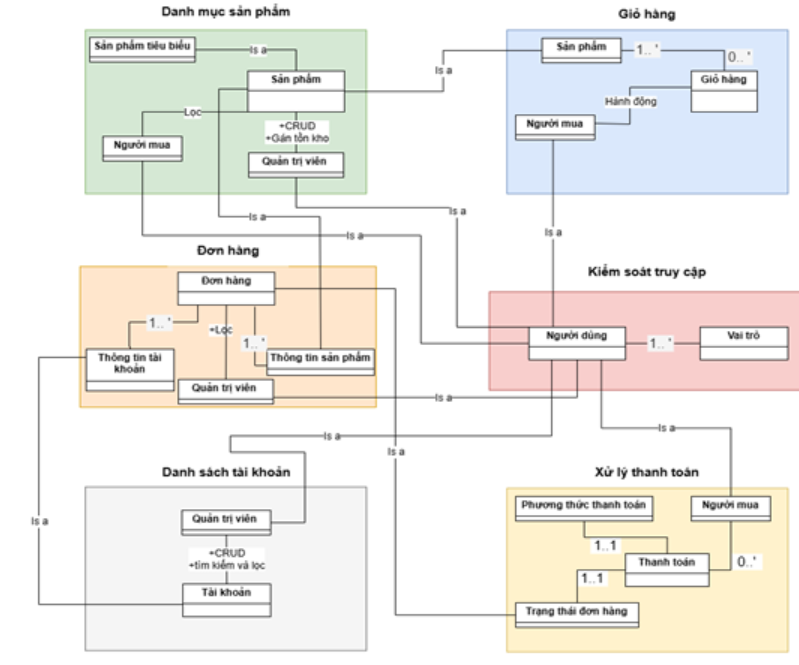 Danh mục sản phẩm
Giỏ hàng
Sản phẩm tiêu biểu
Is a
Sản phẩm
Lọc
+CRUD
+Gán tồn kho
Người mua
Quản trị viên
Is a
Sản phẩm
1.. '
0.. '
Giỏ hàng
Hành động
Người mua
Is a
Is a
Is a
Is a
Đơn hàng
Kiểm soát truy cập
Đơn hàng
1.. '
+Lọc
1.. '
Thông tin tài
khoản
Thông tin sản phẩm
Quản trị viên
Người dùng
1.. '
Vai trò
Is a
Is a
Is a
Is a
Is a
Danh sách tài khoản
Xử lý thanh toán
Quản trị viên
+CRUD
+tìm kiếm và lọc
Tài khoản
Phương thức thanh toán
Người mua
1..1
Thanh toán
0..'
1..1
Trạng thái đơn hàng